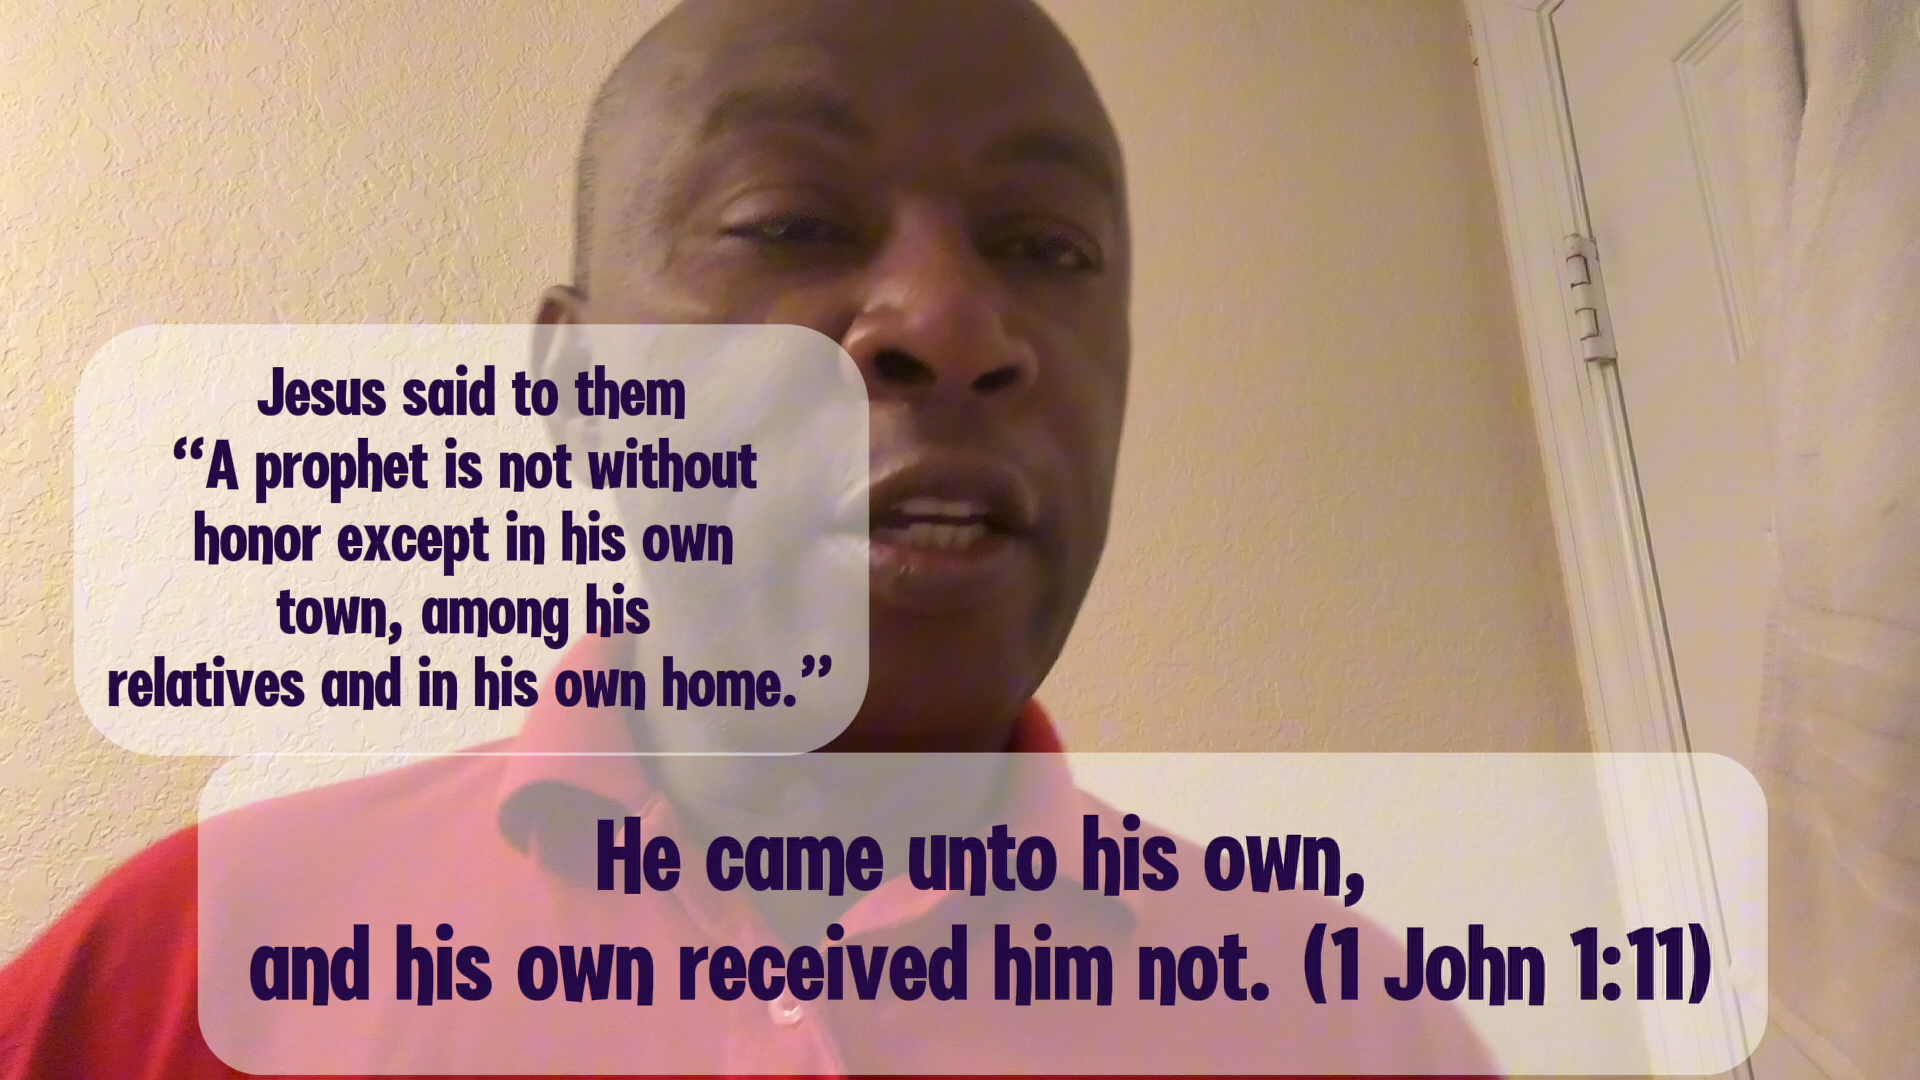 Jesus said to them
“A prophet is not without
honor except in his own
town, among his
relatives and in his own home.”
He came unto his own,
and his own received him not. (1 John 1:11)